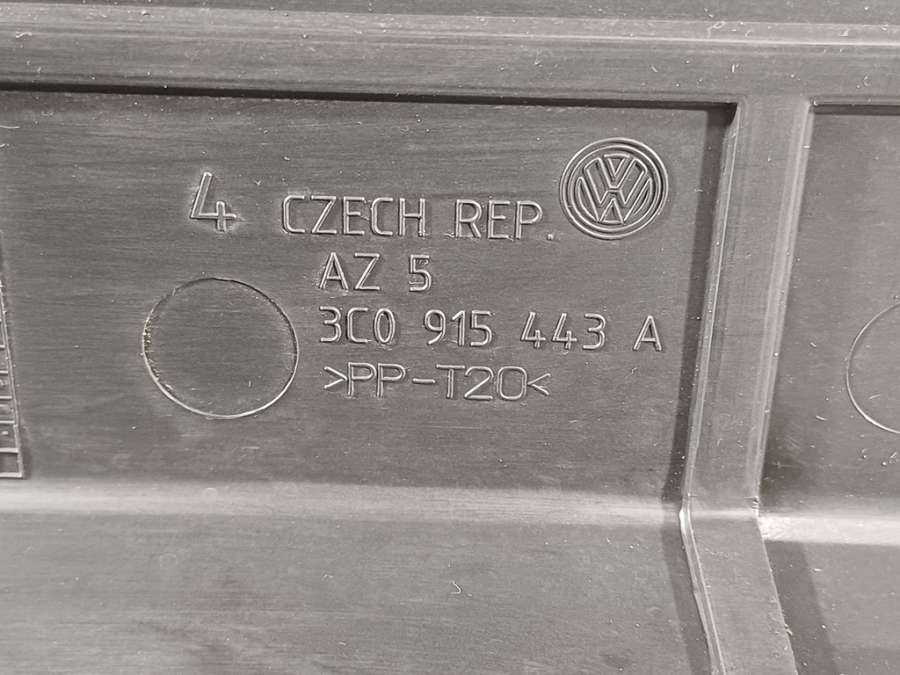 4 CZECH REP.
AZ 5
3C0 915 443 A
>PP-T20<